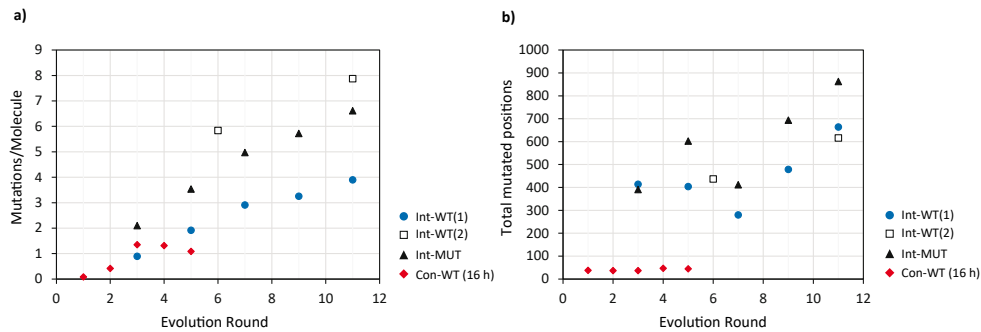 a)
Mutations/Molecule
9
8
7
6
5
4
3
2
1
0
0 2 4 6 8 10 12
Evolution Round
Int-WT(1)
Int-WT(2)
Int-MUT
Con-WT (16 h)
b)
Total mutated positions
1000
900
800
700
600
500
400
300
200
100
0
0 2 4 6 8 10 12
Evolution Round
Int-WT(1)
Int-WT(2)
Int-MUT
Con-WT (16 h)